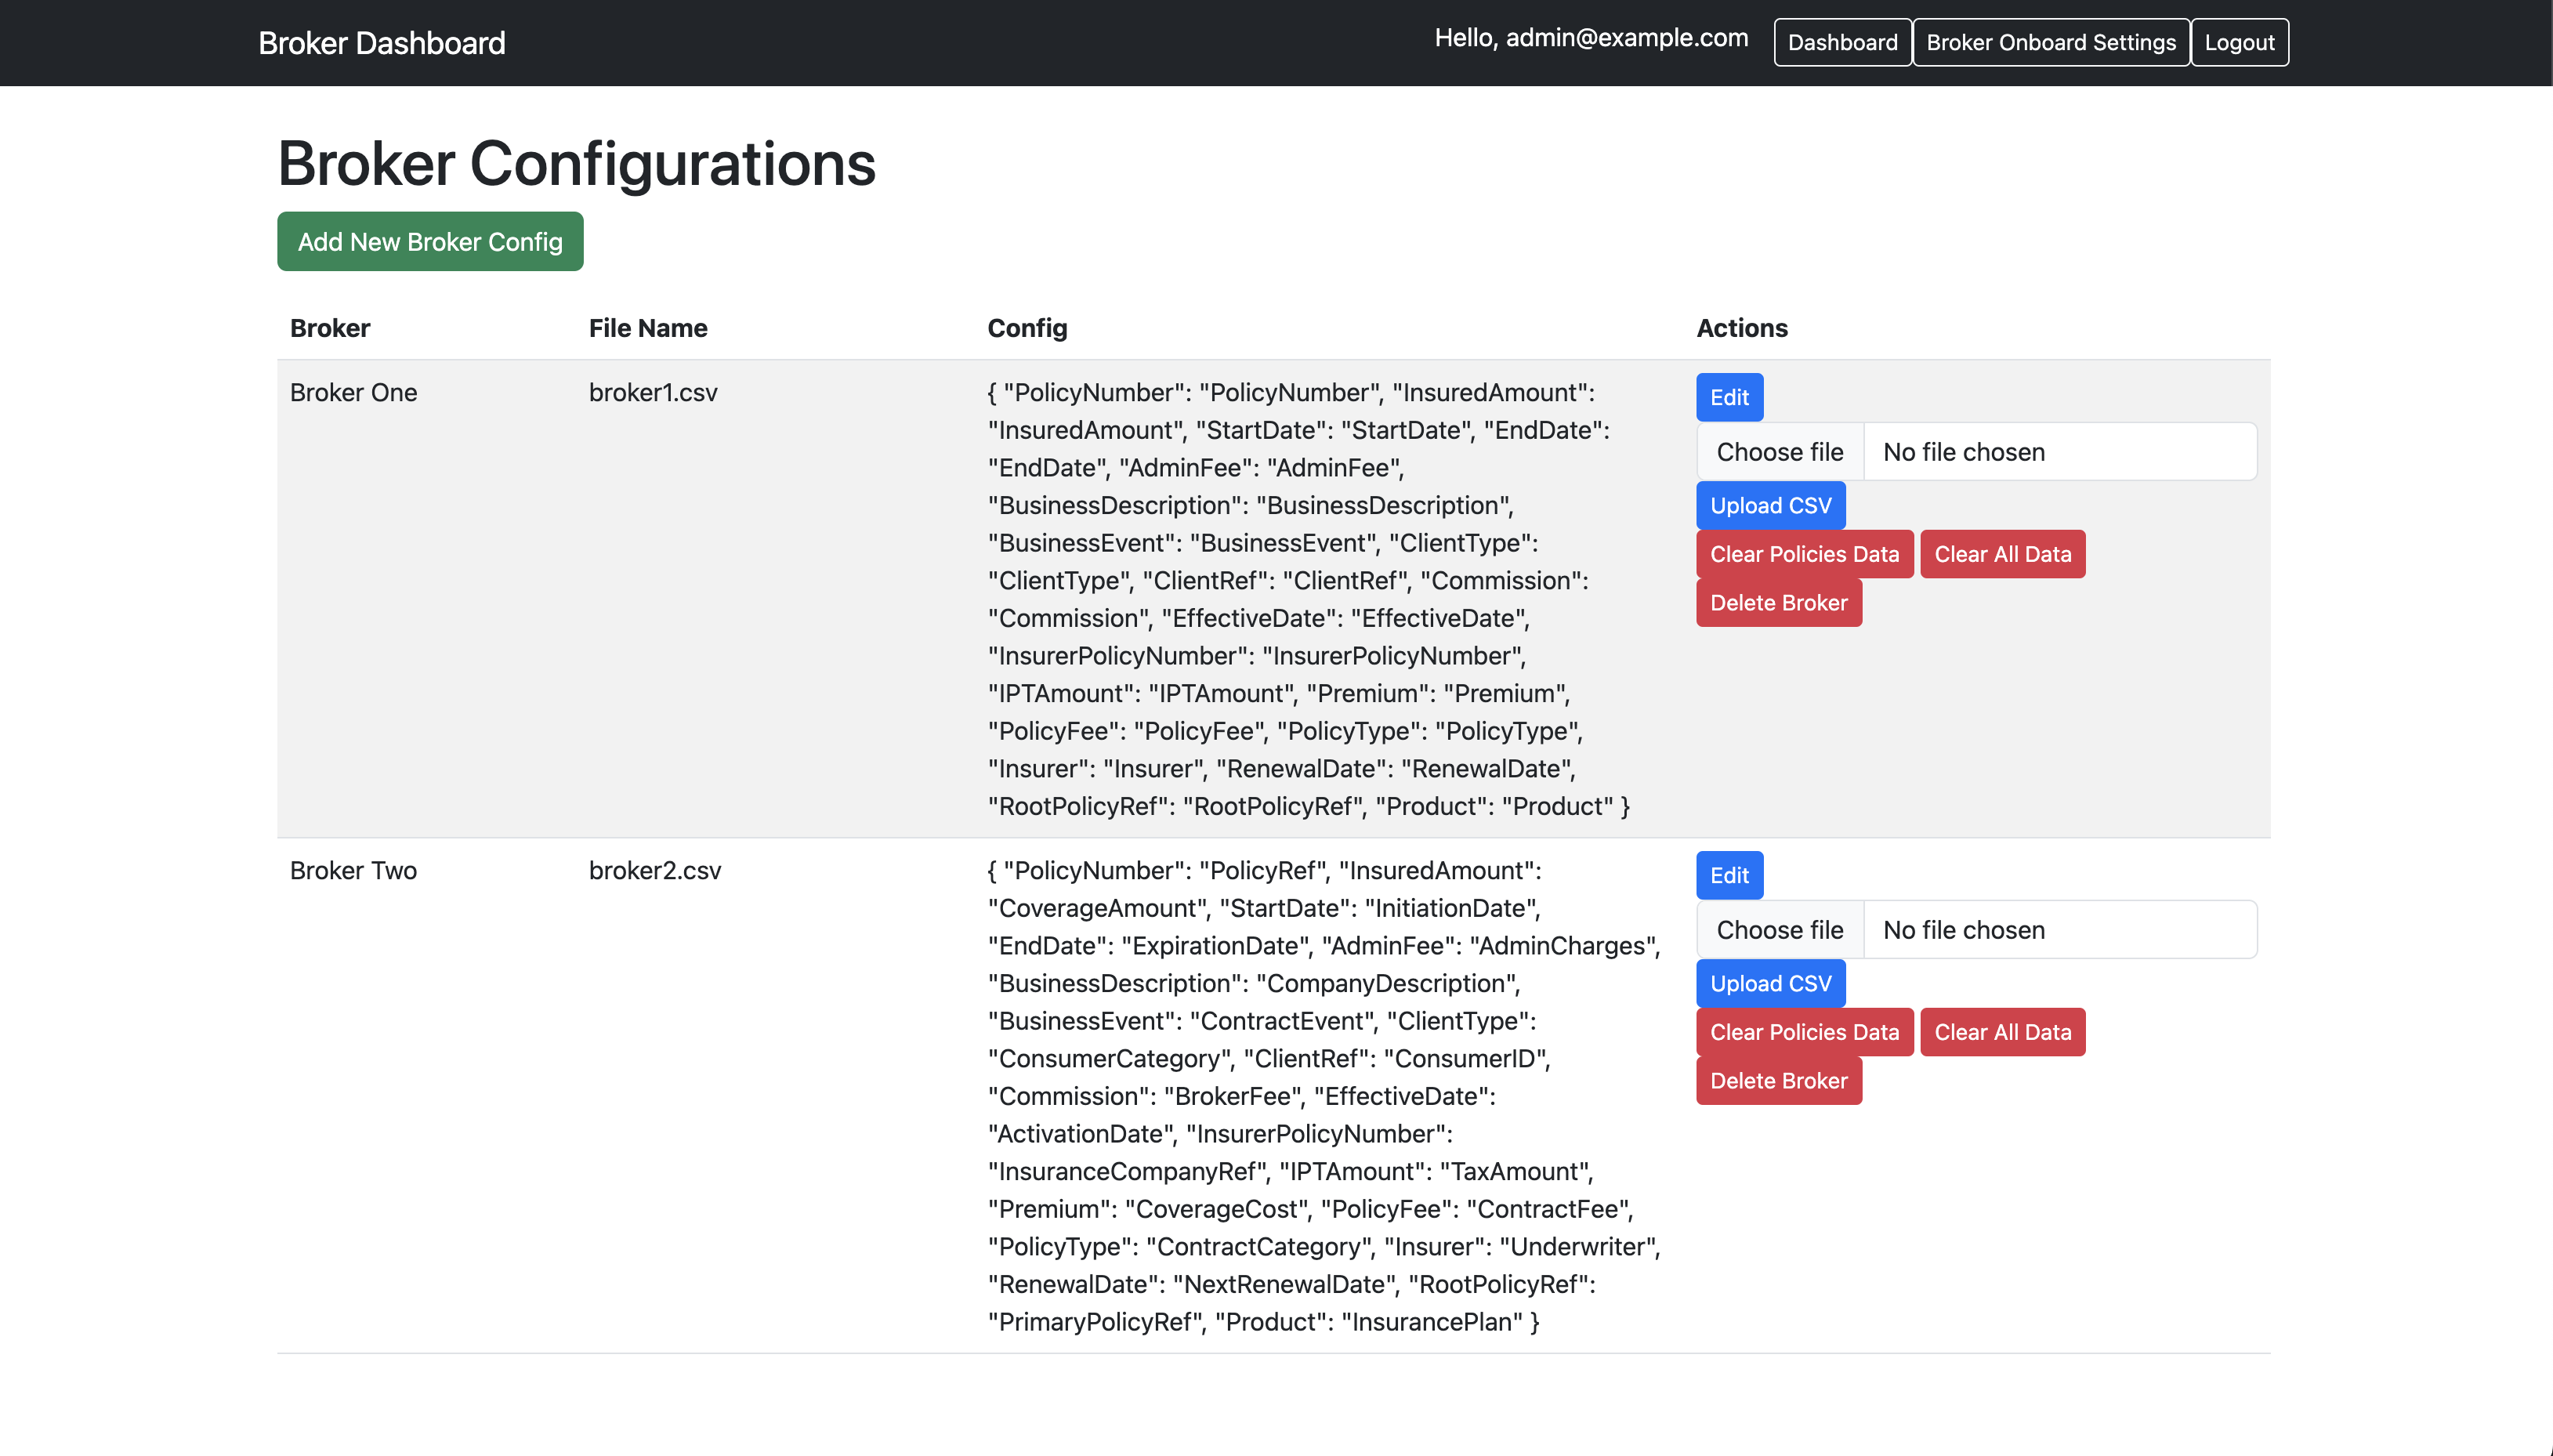 Broker Dashboard
Hello, admin@example.com
Dashboard
Broker Onboard Settings
Logout
Broker Configurations
Add New Broker Config
Broker
File Name
Config
Actions
Broker One
broker1.csv
{ "PolicyNumber": "PolicyNumber", "InsuredAmount":
"InsuredAmount", "StartDate": "StartDate", "EndDate":
"EndDate", "AdminFee": "AdminFee",
"BusinessDescription": "BusinessDescription",
"BusinessEvent": "BusinessEvent", "ClientType":
"ClientType", "ClientRef": "ClientRef", "Commission":
"Commission", "EffectiveDate": "EffectiveDate",
"InsurerPolicyNumber": "InsurerPolicyNumber",
"IPTAmount": "IPTAmount", "Premium": "Premium",
"PolicyFee": "PolicyFee", "PolicyType": "PolicyType",
"Insurer": "Insurer", "RenewalDate": "RenewalDate",
"RootPolicyRef": "RootPolicyRef", "Product": "Product" }
Edit
Choose file
No file chosen
Upload CSV
Clear Policies Data
Clear All Data
Delete Broker
Broker Two
broker2.csv
{ "PolicyNumber": "PolicyRef", "InsuredAmount":
"CoverageAmount", "StartDate": "InitiationDate",
"EndDate": "ExpirationDate", "AdminFee": "AdminCharges",
"BusinessDescription": "CompanyDescription",
"BusinessEvent": "ContractEvent", "ClientType":
"ConsumerCategory", "ClientRef": "ConsumerID",
"Commission": "BrokerFee", "EffectiveDate":
"ActivationDate", "InsurerPolicyNumber":
"InsuranceCompanyRef", "IPTAmount": "TaxAmount",
"Premium": "CoverageCost", "PolicyFee": "ContractFee",
"PolicyType": "ContractCategory", "Insurer": "Underwriter",
"RenewalDate": "NextRenewalDate", "RootPolicyRef":
"PrimaryPolicyRef", "Product": "InsurancePlan" }
Edit
Choose file
No file chosen
Upload CSV
Clear Policies Data
Clear All Data
Delete Broker